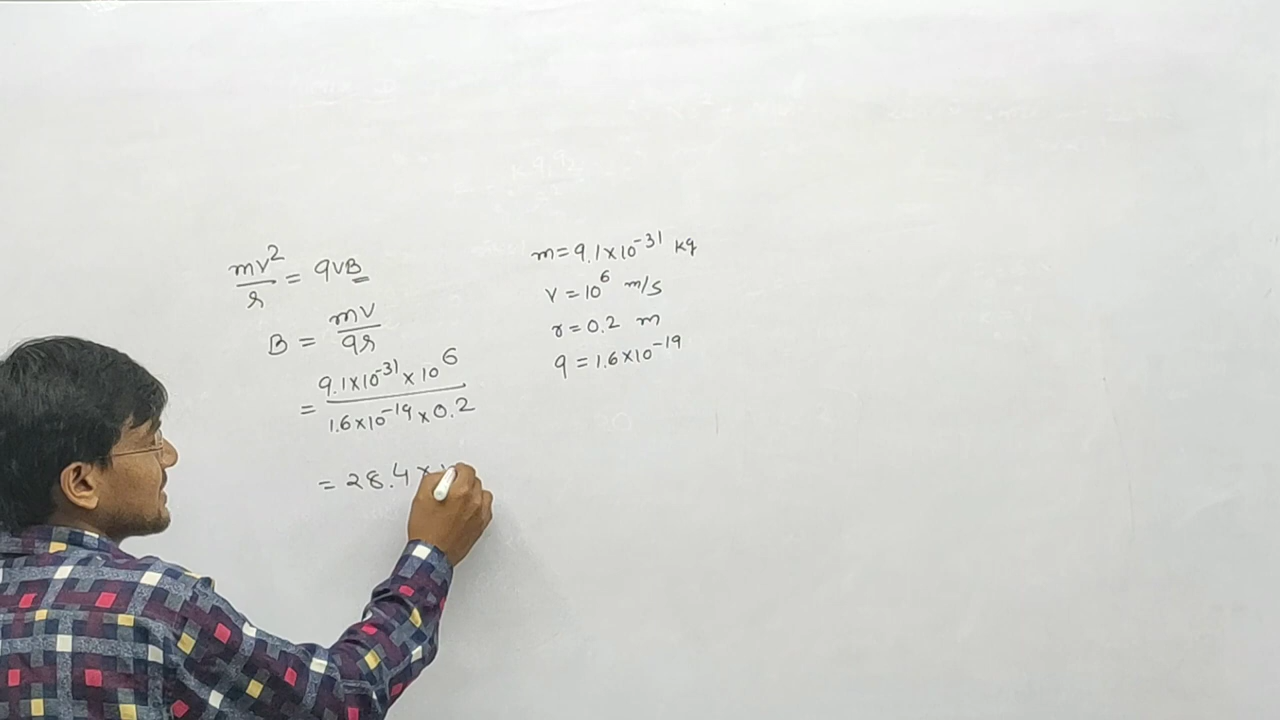 mv²/r = qvB
B = mv/qr
= 9.1×10⁻³¹×10⁶/1.6×10⁻¹⁹×0.2
= 28.4×
m=9.1×10⁻³¹ kg
v=10⁶ m/s
r=0.2 m
q=1.6×10⁻¹⁹